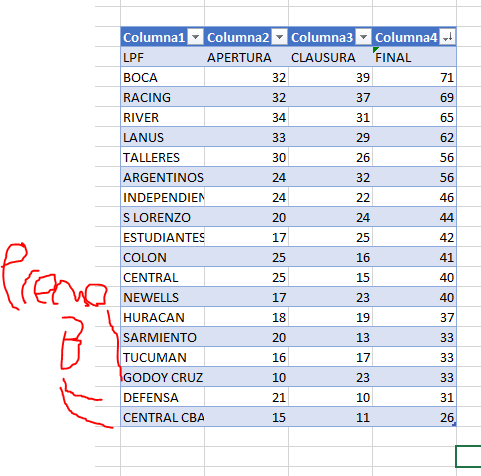 Columna1 Columna2 Columna3 Columna4
LPF APERTURA CLAUSURA FINAL
BOCA 32 39 71
RACING 32 37 69
RIVER 34 31 65
LANUS 33 29 62
TALLERES 30 26 56
ARGENTINOS 24 32 56
INDEPENDIEN 24 22 46
S LORENZO 20 24 44
ESTUDIANTES 17 25 42
COLON 25 16 41
CENTRAL 25 15 40
NEWELLS 17 23 40
HURACAN 18 19 37
SARMIENTO 20 13 33
TUCUMAN 16 17 33
GODOY CRUZ 10 23 33
DEFENSA 21 10 31
CENTRAL CBA 15 11 26
B